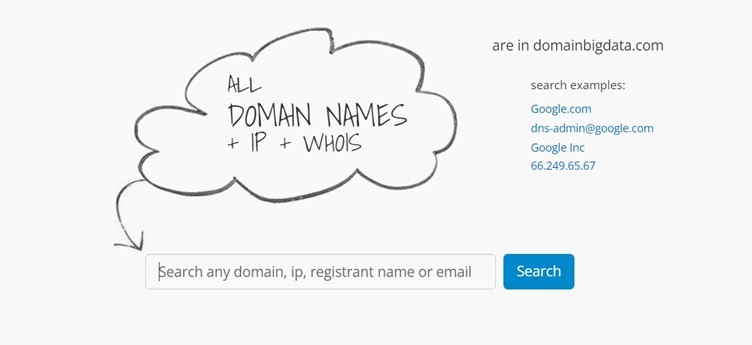 ALL
DOMAIN NAMES
+ IP + WHOIS
are in domainbigdata.com
search examples:
Google.com
dns-admin@google.com
Google Inc
66.249.65.67
Search any domain, ip, registrant name or email
Search